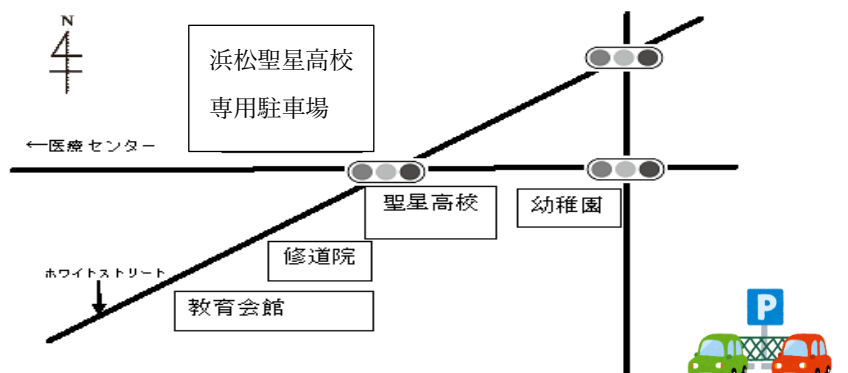 N
浜松聖星高校
専用駐車場
←医療センター
聖星高校
幼稚園
修道院
ホワイトストリート
教育会館
P